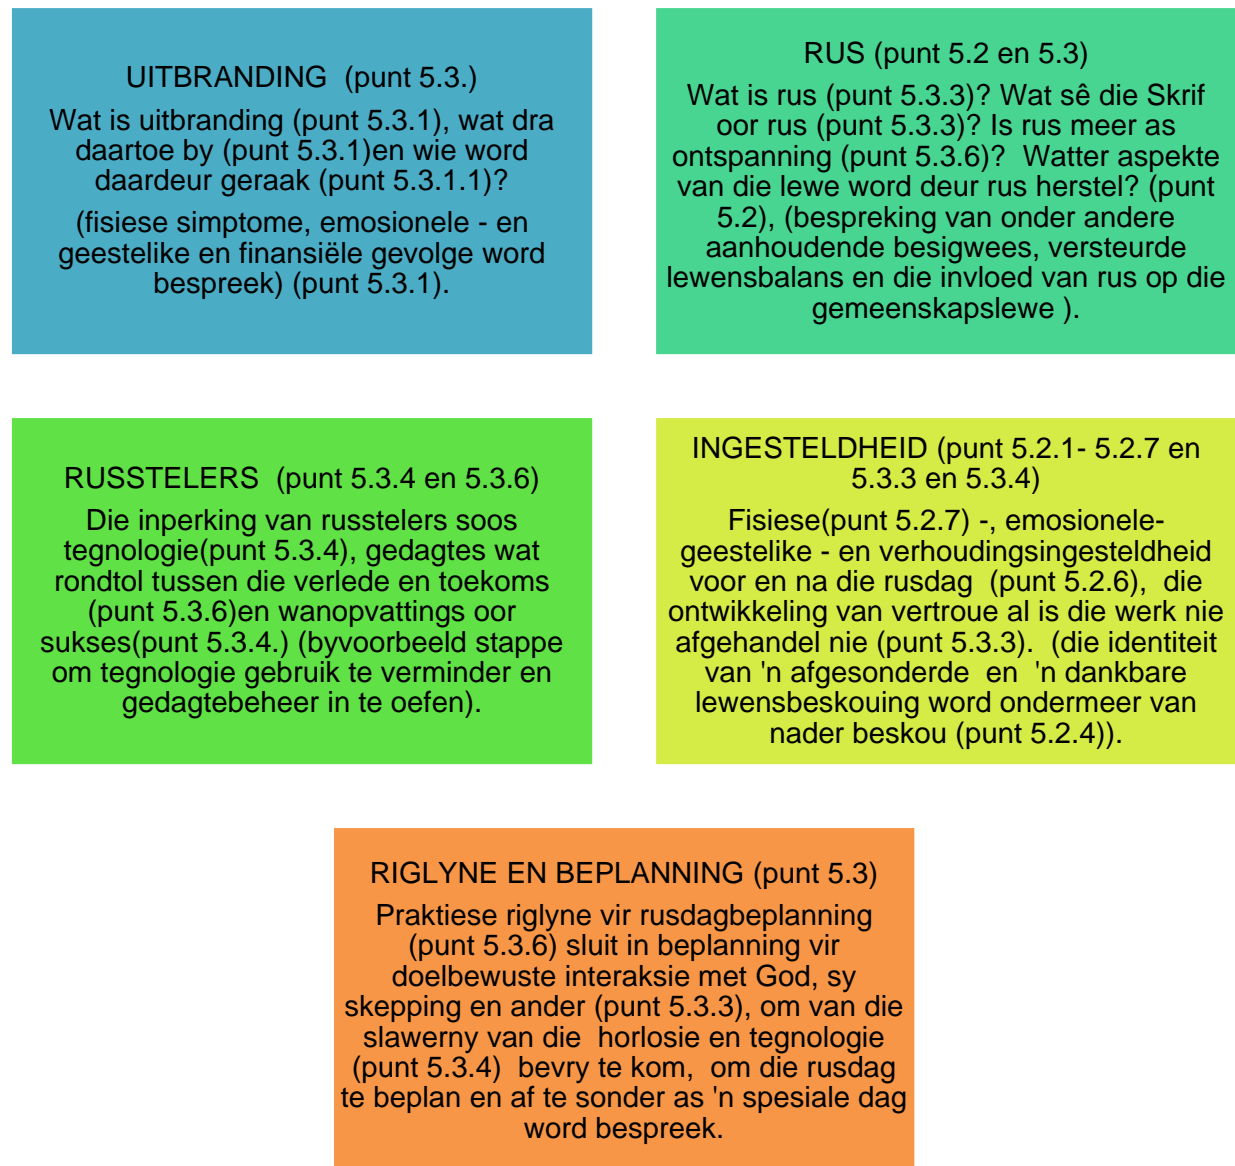 UITBRANDING (punt 5.3.)
Wat is uitbranding (punt 5.3.1), wat dra
daartoe by (punt 5.3.1)en wie word
daardeur geraak (punt 5.3.1.1)?
(fisiese simptome, emosionele - en
geestelike en finansiële gevolge word
bespreek) (punt 5.3.1).
RUS (punt 5.2 en 5.3)
Wat is rus (punt 5.3.3)? Wat sê die Skrif
oor rus (punt 5.3.3)? Is rus meer as
ontspanning (punt 5.3.6)? Watter aspekte
van die lewe word deur rus herstel? (punt
5.2), (bespreking van onder andere
aanhoudende besigwees, versteurde
lewensbalans en die invloed van rus op die
gemeenskapslewe ).
RUSSTELERS (punt 5.3.4 en 5.3.6)
Die inperking van russtelers soos
tegnologie(punt 5.3.4), gedagtes wat
rondtol tussen die verlede en toekoms
(punt 5.3.6)en wanopvattings oor
sukses(punt 5.3.4.) (byvoorbeeld stappe
om tegnologie gebruik te verminder en
gedagtebeheer in te oefen).
INGESTELDHEID (punt 5.2.1- 5.2.7 en
5.3.3 en 5.3.4)
Fisiese(punt 5.2.7) -, emosionele-
geestelike - en verhoudingsingesteldheid
voor en na die rusdag (punt 5.2.6), die
ontwikkeling van vertroue al is die werk nie
afgehandel nie (punt 5.3.3). (die identiteit
van 'n afgesonderde en 'n dankbare
lewensbeskouing word ondermeer van
nader beskou (punt 5.2.4)).
RIGLYNE EN BEPLANNING (punt 5.3)
Praktiese riglyne vir rusdagbeplanning
(punt 5.3.6) sluit in beplanning vir
doelbewuste interaksie met God, sy
skepping en ander (punt 5.3.3), om van die
slawerny van die horlosie en tegnologie
(punt 5.3.4) bevry te kom, om die rusdag
te beplan en af te sonder as 'n spesiale dag
word bespreek.